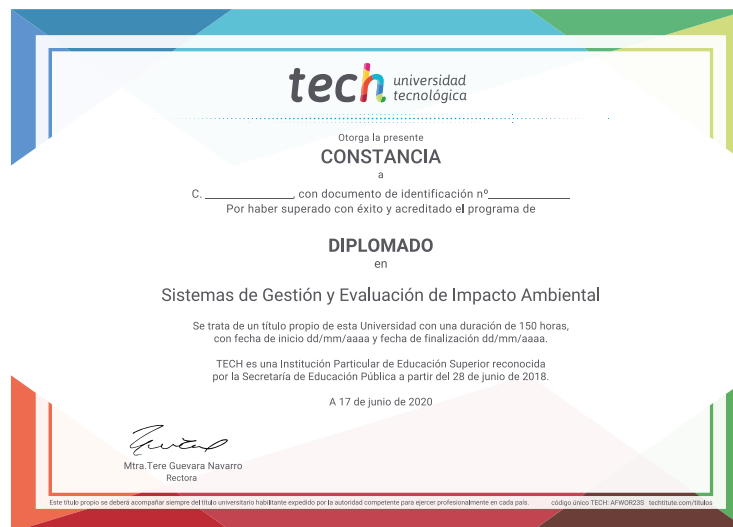 tech universidad
tecnológica
Otorga la presente
CONSTANCIA
a
C. ______________, con documento de identificación nº______________
Por haber superado con éxito y acreditado el programa de
DIPLOMADO
en
Sistemas de Gestión y Evaluación de Impacto Ambiental
Se trata de un título propio de esta Universidad con una duración de 150 horas,
con fecha de inicio dd/mm/aaaa y fecha de finalización dd/mm/aaaa.
TECH es una Institución Particular de Educación Superior reconocida
por la Secretaría de Educación Pública a partir del 28 de junio de 2018.
A 17 de junio de 2020
Mtra.Tere Guevara Navarro
Rectora
Este título propio se deberá acompañar siempre del título universitario habilitante expedido por la autoridad competente para ejercer profesionalmente en cada país. código único TECH: AFWOR23S techtitute.com/titulos